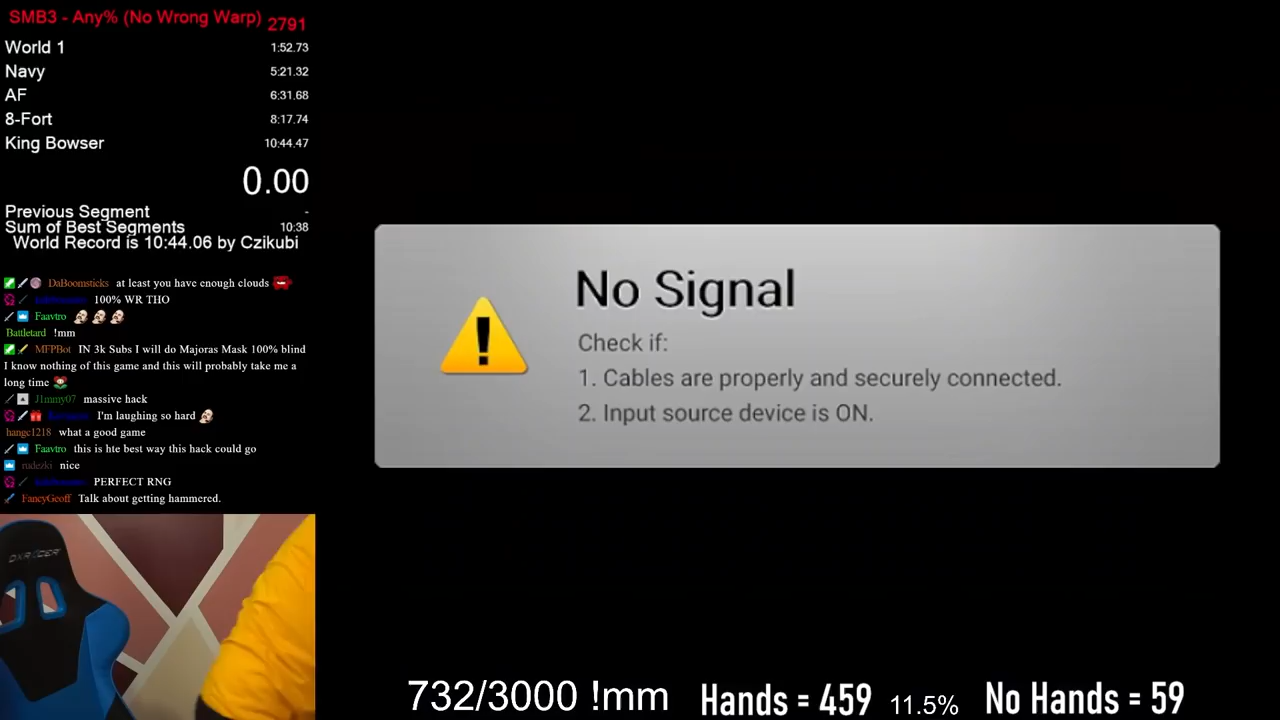 SMB3 - Any% (No Wrong Warp) 2791
World 1 1:52.73
Navy 5:21.32
AF 6:31.68
8-Fort 8:17.74
King Bowser 10:44.47
0.00
Previous Segment -
Sum of Best Segments 10:38
World Record is 10:44.06 by Czikubi
DaBoomsticks at least you have enough clouds
100% WR THO
Faavtro
Battletard !mm
MFPBot IN 3k Subs I will do Majoras Mask 100% blind
I know nothing of this game and this will probably take me a
long time
J1mmy07 massive hack
I'm laughing so hard
hangc1218 what a good game
Faavtro this is hte best way this hack could go
rudezki nice
PERFECT RNG
FancyGeoff Talk about getting hammered.
No Signal
Check if:
1. Cables are properly and securely connected.
2. Input source device is ON.
DXRACER
732/3000 !mm Hands = 459 11.5% No Hands = 59